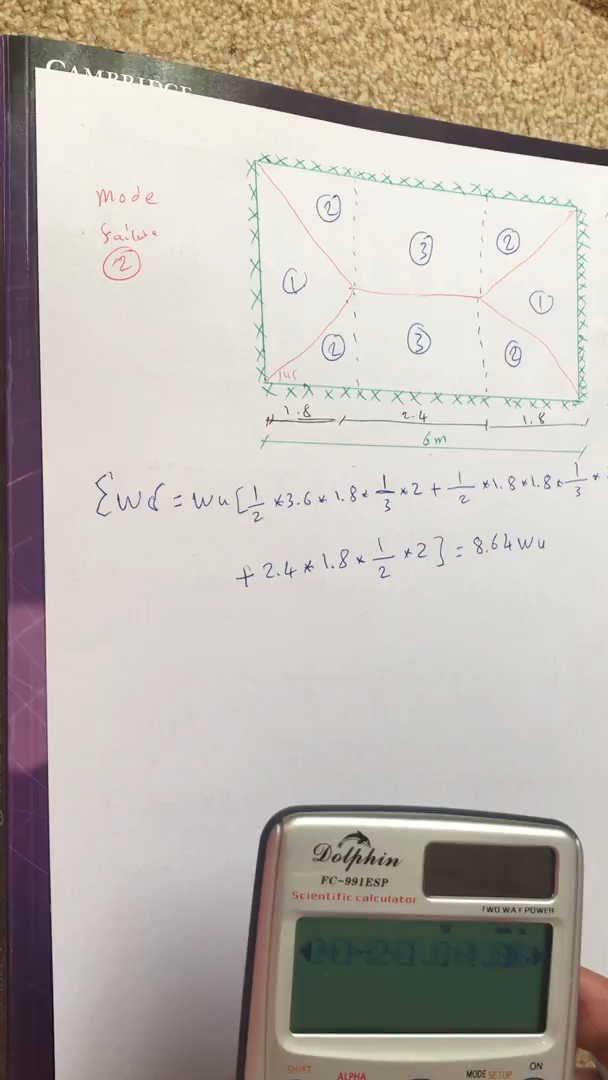 CAMBRIDGE
mode
failure
2
2
3
2
1
1
2
3
2
45
1.8
2.4
1.8
6m
Σwδ = wu[1/2 * 3.6 * 1.8 * 1/3 * 2 + 1/2 * 1.8 * 1.8 * 1/3 *
+ 2.4 * 1.8 * 1/2 * 2] = 8.64 wu
Dolphin
FC-991ESP
Scientific calculator
TWO WAY POWER
SHIFT
ALPHA
MODE SETUP
ON